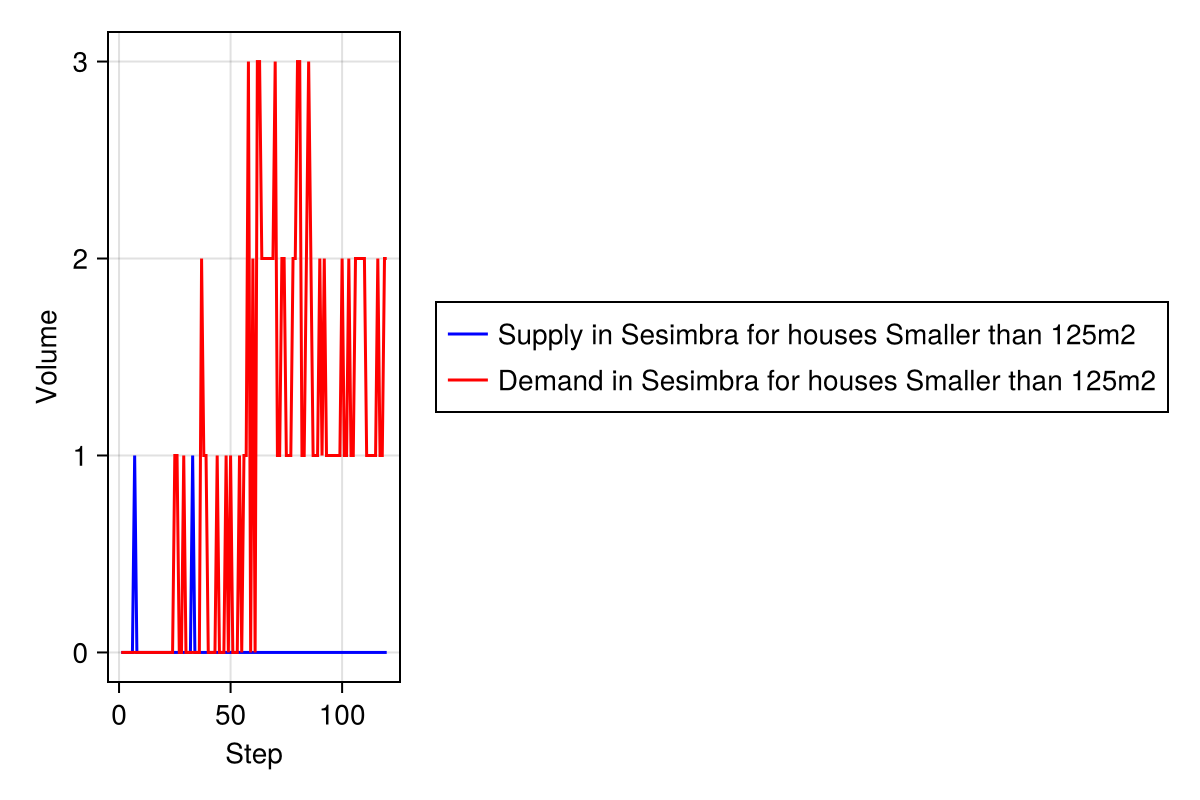 3
2
1
0
Volume
0 50 100
Step
Supply in Sesimbra for houses Smaller than 125m2
Demand in Sesimbra for houses Smaller than 125m2